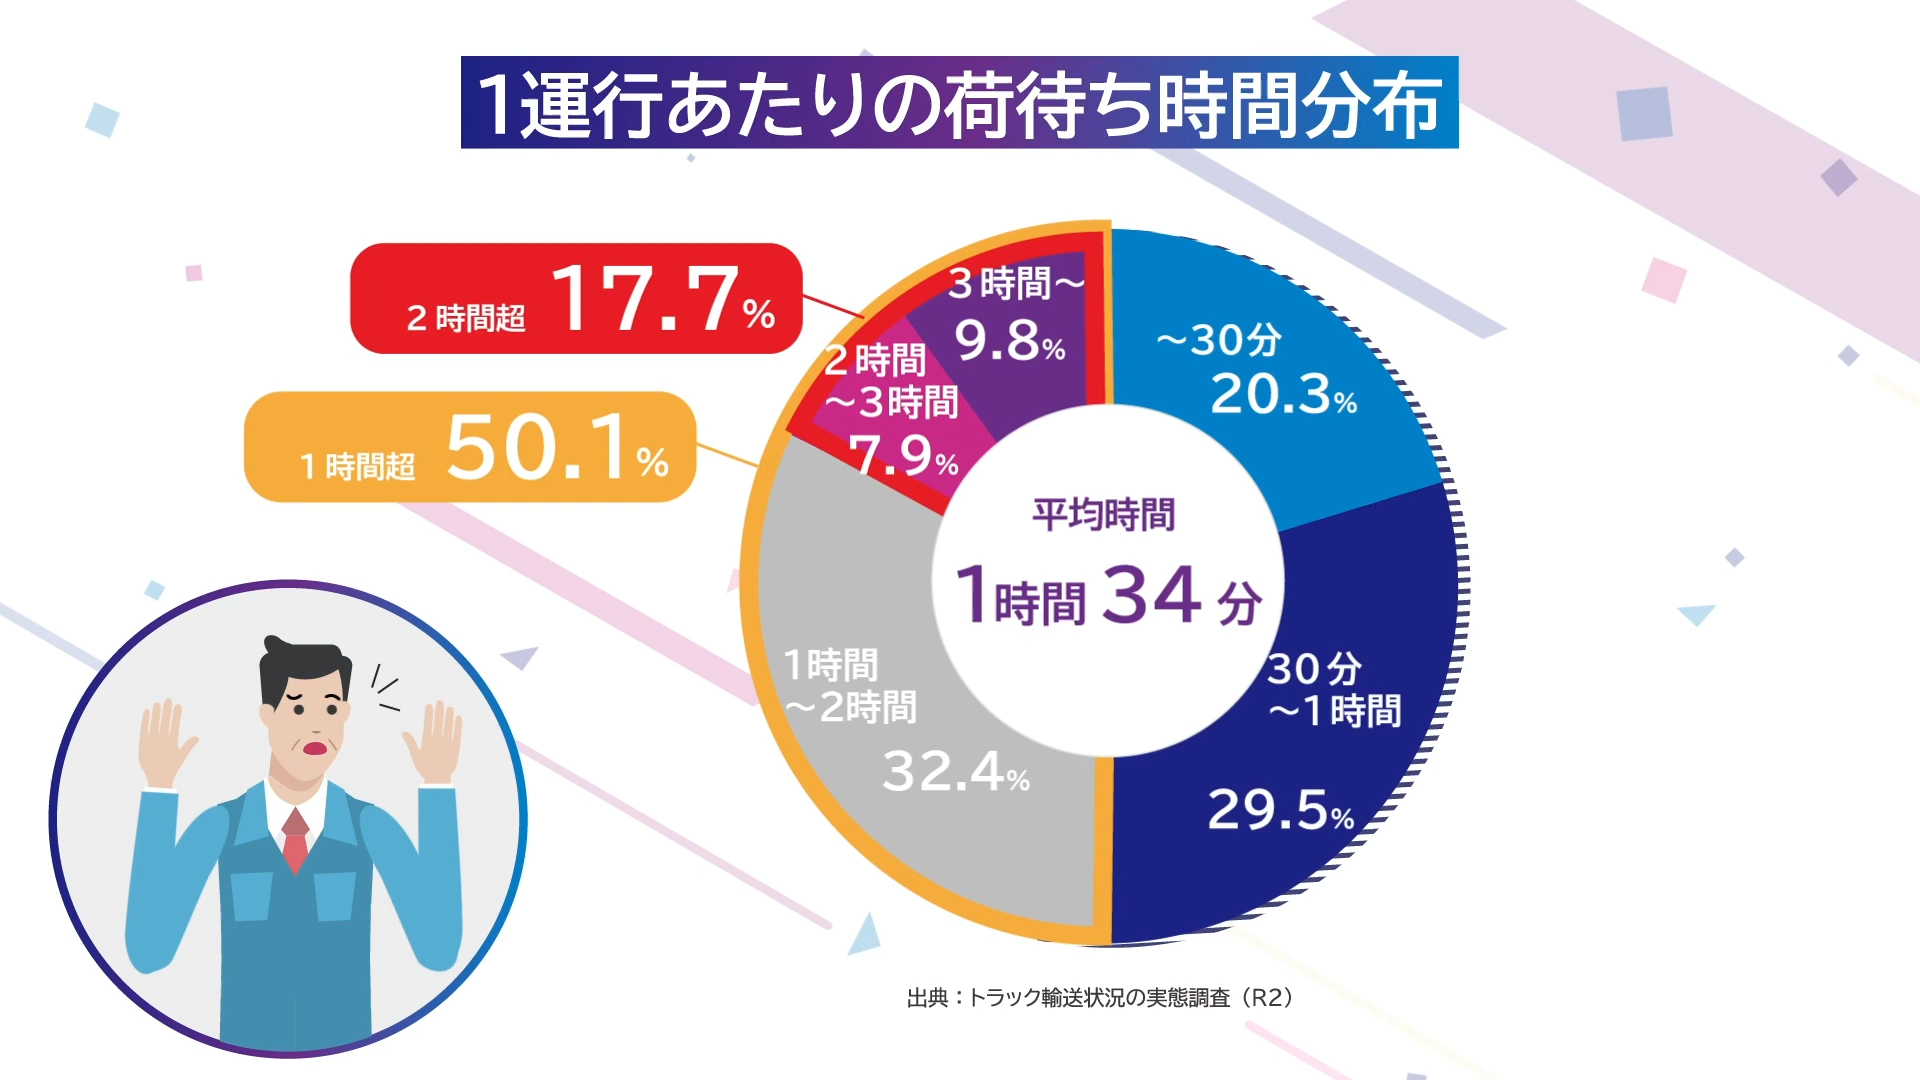 1運行あたりの荷待ち時間分布
2時間超 17.7%
1時間超 50.1%
3時間～
9.8%
2時間
～3時間
7.9%
～30分
20.3%
平均時間
1時間34分
30分
～1時間
29.5%
1時間
～2時間
32.4%
出典：トラック輸送状況の実態調査（R2）